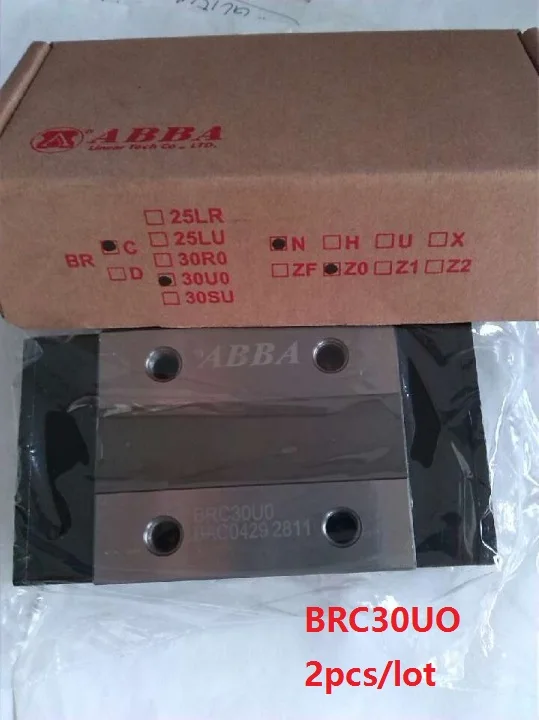 ABBA
Linear Tech Co., LTD.
25LR
BR C 25LU N H U X
D 30R0 ZF Z0 Z1 Z2
30U0
30SU
ABBA
BRC30U0
C04292811
BRC30UO
2pcs/lot